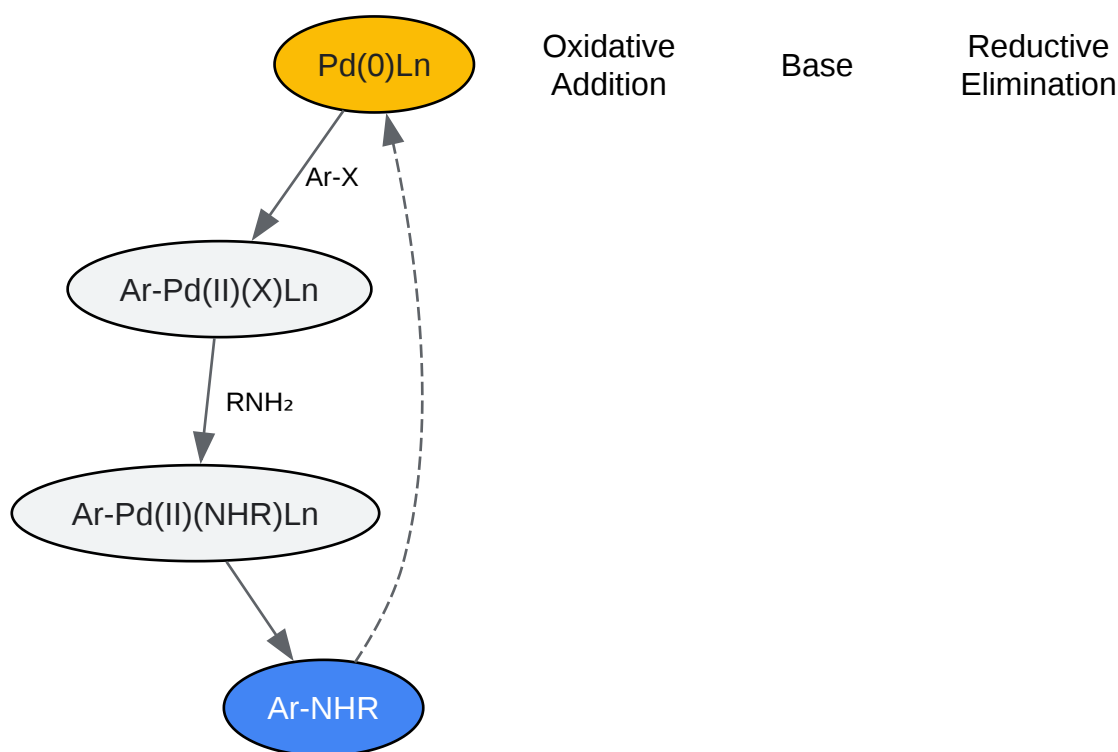 Pd(0)Ln
Oxidative
Addition
Base
Reductive
Elimination
Ar-X
Ar-Pd(II)(X)Ln
RNH₂
Ar-Pd(II)(NHR)Ln
Ar-NHR